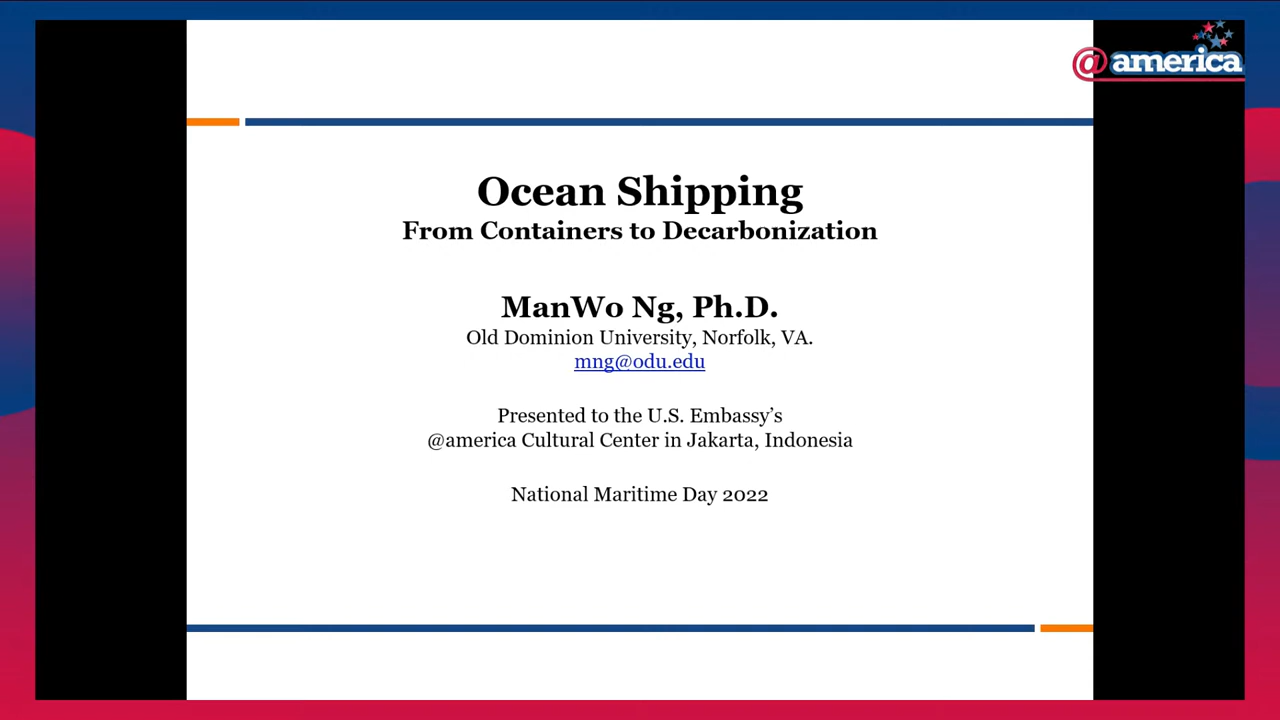 @america
Ocean Shipping
From Containers to Decarbonization
ManWo Ng, Ph.D.
Old Dominion University, Norfolk, VA.
mng@odu.edu
Presented to the U.S. Embassy’s
@america Cultural Center in Jakarta, Indonesia
National Maritime Day 2022